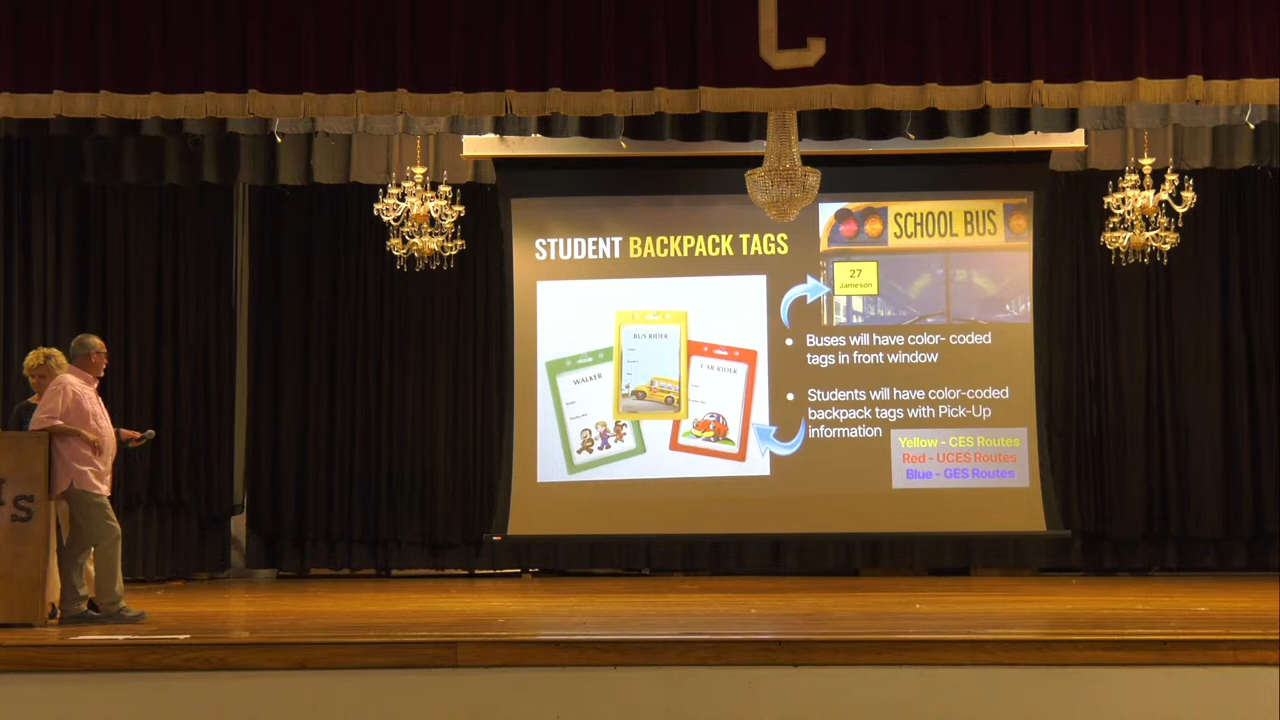 C
STUDENT BACKPACK TAGS
SCHOOL BUS
27
Jameson
BUS RIDER
WALKER
CAR RIDER
• Buses will have color- coded
tags in front window
• Students will have color-coded
backpack tags with Pick-Up
information
Yellow - CES Routes
Red - UCES Routes
Blue - GES Routes
S